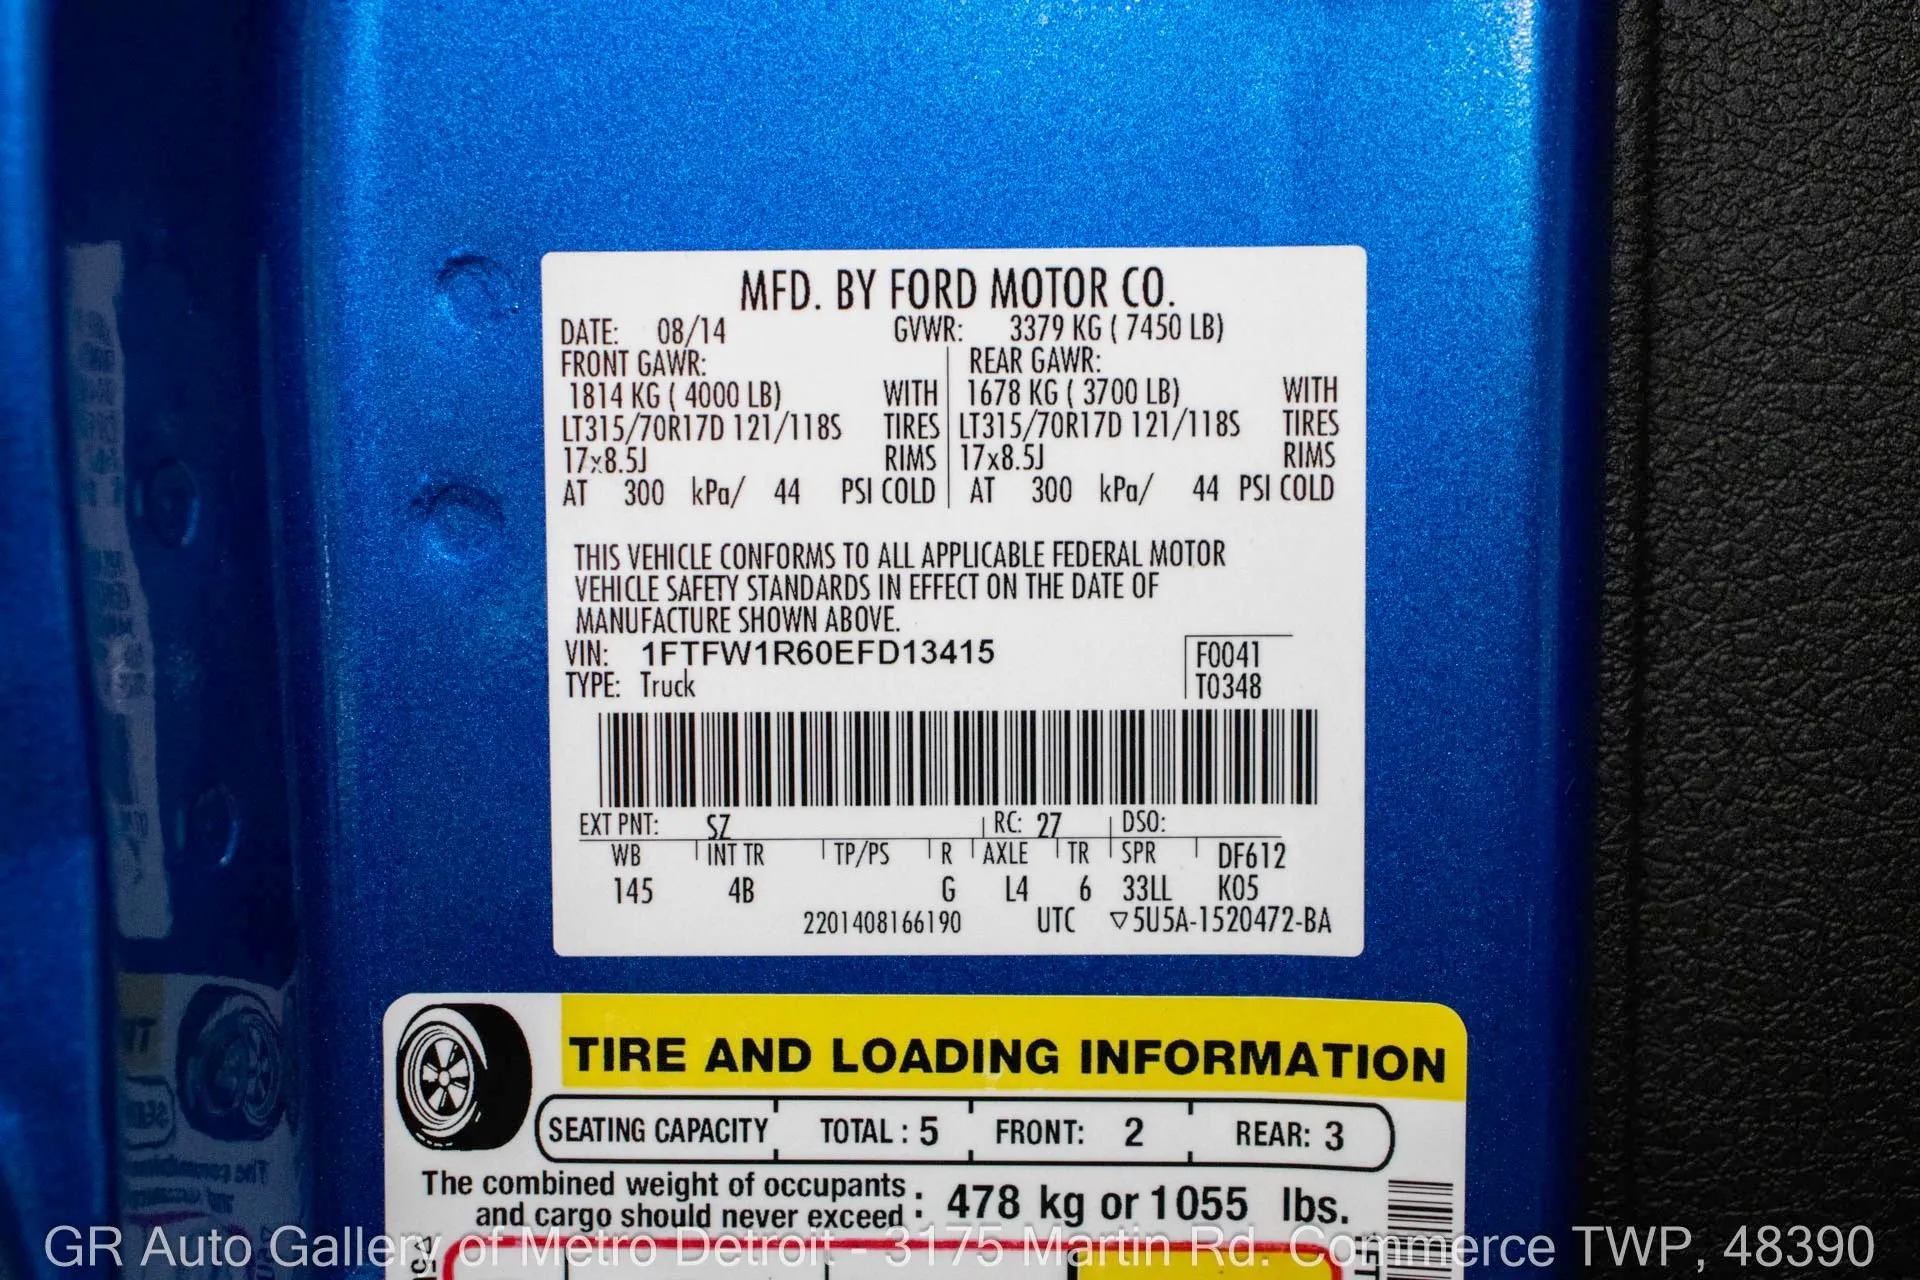 MFD. BY FORD MOTOR CO.
DATE: 08/14 GVWR: 3379 KG ( 7450 LB)
FRONT GAWR: REAR GAWR:
1814 KG ( 4000 LB) WITH 1678 KG ( 3700 LB) WITH
LT315/70R17D 121/118S TIRES LT315/70R17D 121/118S TIRES
17x8.5J RIMS 17x8.5J RIMS
AT 300 kPa/ 44 PSI COLD AT 300 kPa/ 44 PSI COLD
THIS VEHICLE CONFORMS TO ALL APPLICABLE FEDERAL MOTOR
VEHICLE SAFETY STANDARDS IN EFFECT ON THE DATE OF
MANUFACTURE SHOWN ABOVE.
VIN: 1FTFW1R60EFD13415 F0041
TYPE: Truck T0348
EXT PNT: SZ RC: 27 DSO:
WB INT TR TP/PS R AXLE TR SPR DF612
145 4B G L4 6 33LL K05
2201408166190 UTC ▽5U5A-1520472-BA
TIRE AND LOADING INFORMATION
SEATING CAPACITY TOTAL : 5 FRONT: 2 REAR: 3
The combined weight of occupants
and cargo should never exceed : 478 kg or 1055 lbs.
GR Auto Gallery of Metro Detroit - 3175 Martin Rd. Commerce TWP, 48390